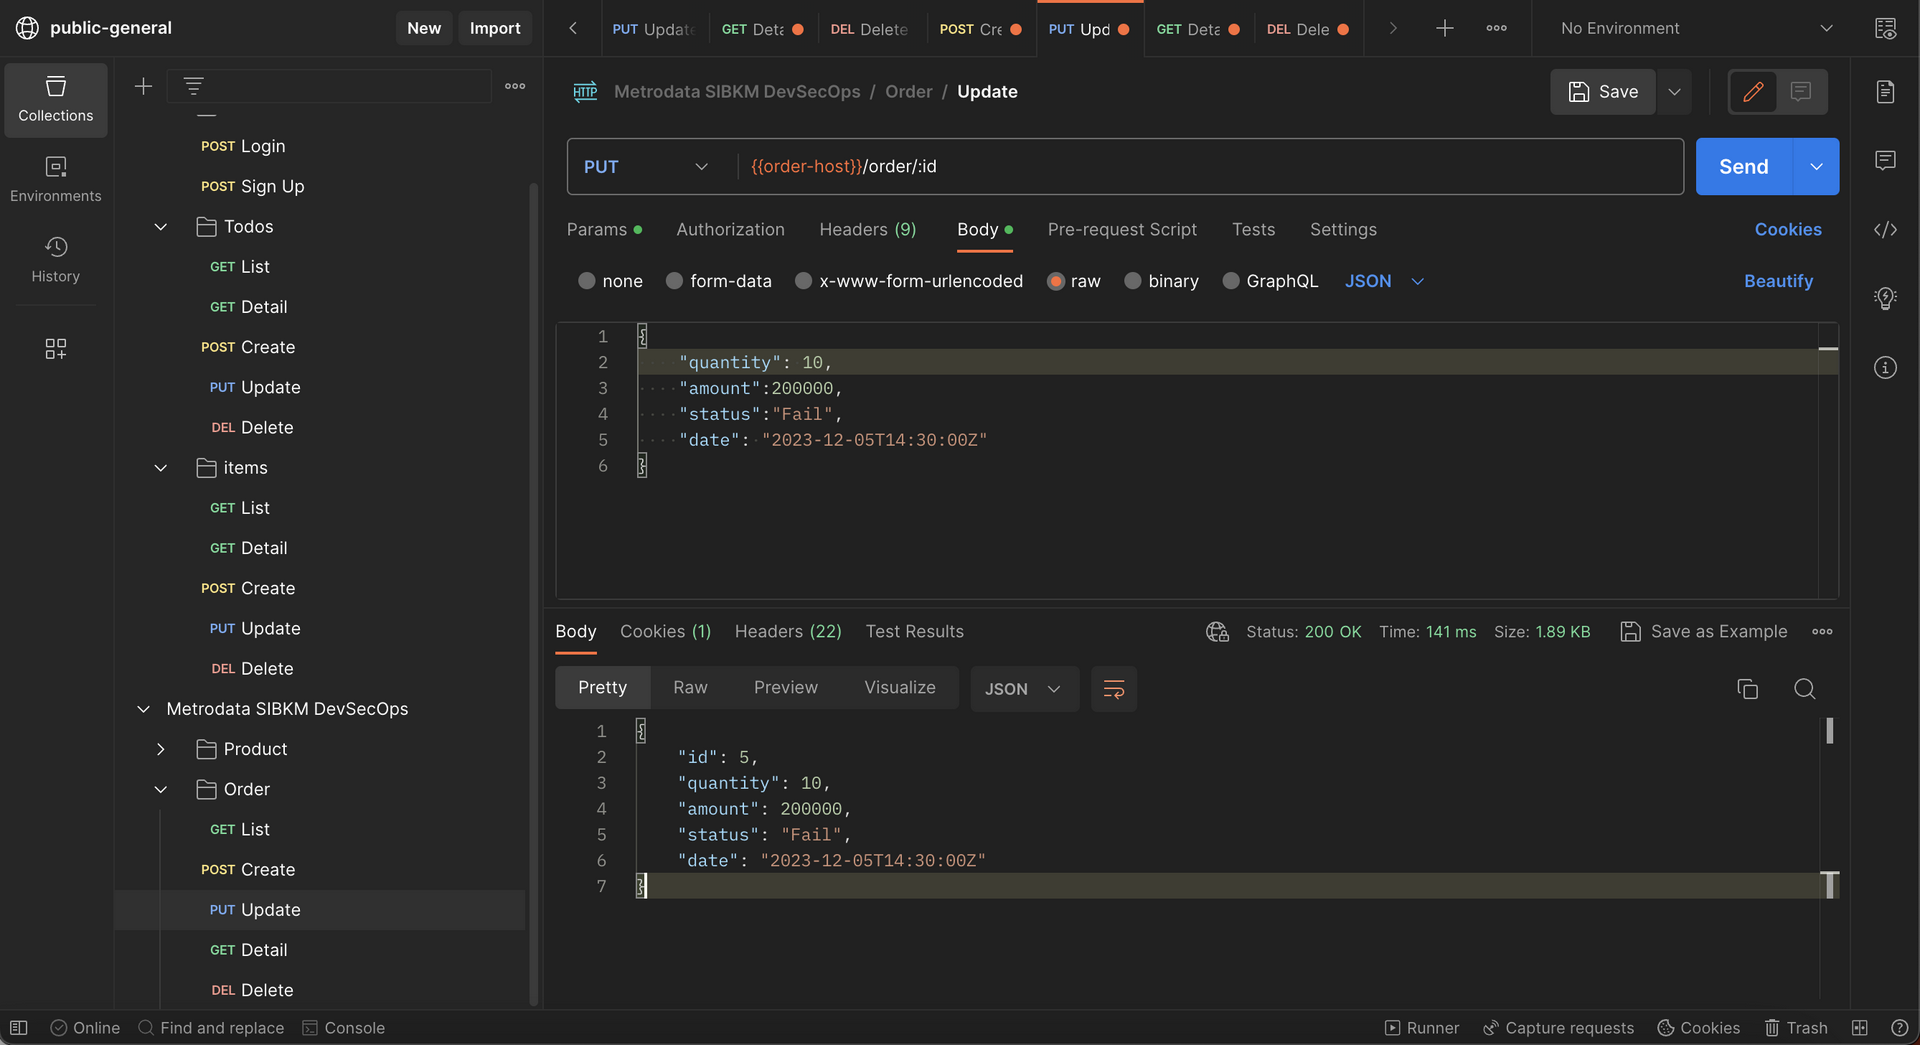 public-general
New
Import
PUT Update
GET Deta
DEL Delete
POST Cre
PUT Upd
GET Deta
DEL Dele
No Environment
Collections
Environments
History
POST Login
POST Sign Up
Todos
GET List
GET Detail
POST Create
PUT Update
DEL Delete
items
GET List
GET Detail
POST Create
PUT Update
DEL Delete
Metrodata SIBKM DevSecOps
Product
Order
GET List
POST Create
PUT Update
GET Detail
DEL Delete
HTTP Metrodata SIBKM DevSecOps / Order / Update
Save
PUT {{order-host}}/order/:id
Send
Params Authorization Headers (9) Body Pre-request Script Tests Settings Cookies
none form-data x-www-form-urlencoded raw binary GraphQL JSON Beautify
1 {
2 "quantity": 10,
3 "amount":200000,
4 "status":"Fail",
5 "date": "2023-12-05T14:30:00Z"
6 }
Body Cookies (1) Headers (22) Test Results Status: 200 OK Time: 141 ms Size: 1.89 KB Save as Example
Pretty Raw Preview Visualize JSON
1 {
2 "id": 5,
3 "quantity": 10,
4 "amount": 200000,
5 "status": "Fail",
6 "date": "2023-12-05T14:30:00Z"
7 }
Online Find and replace Console Runner Capture requests Cookies Trash